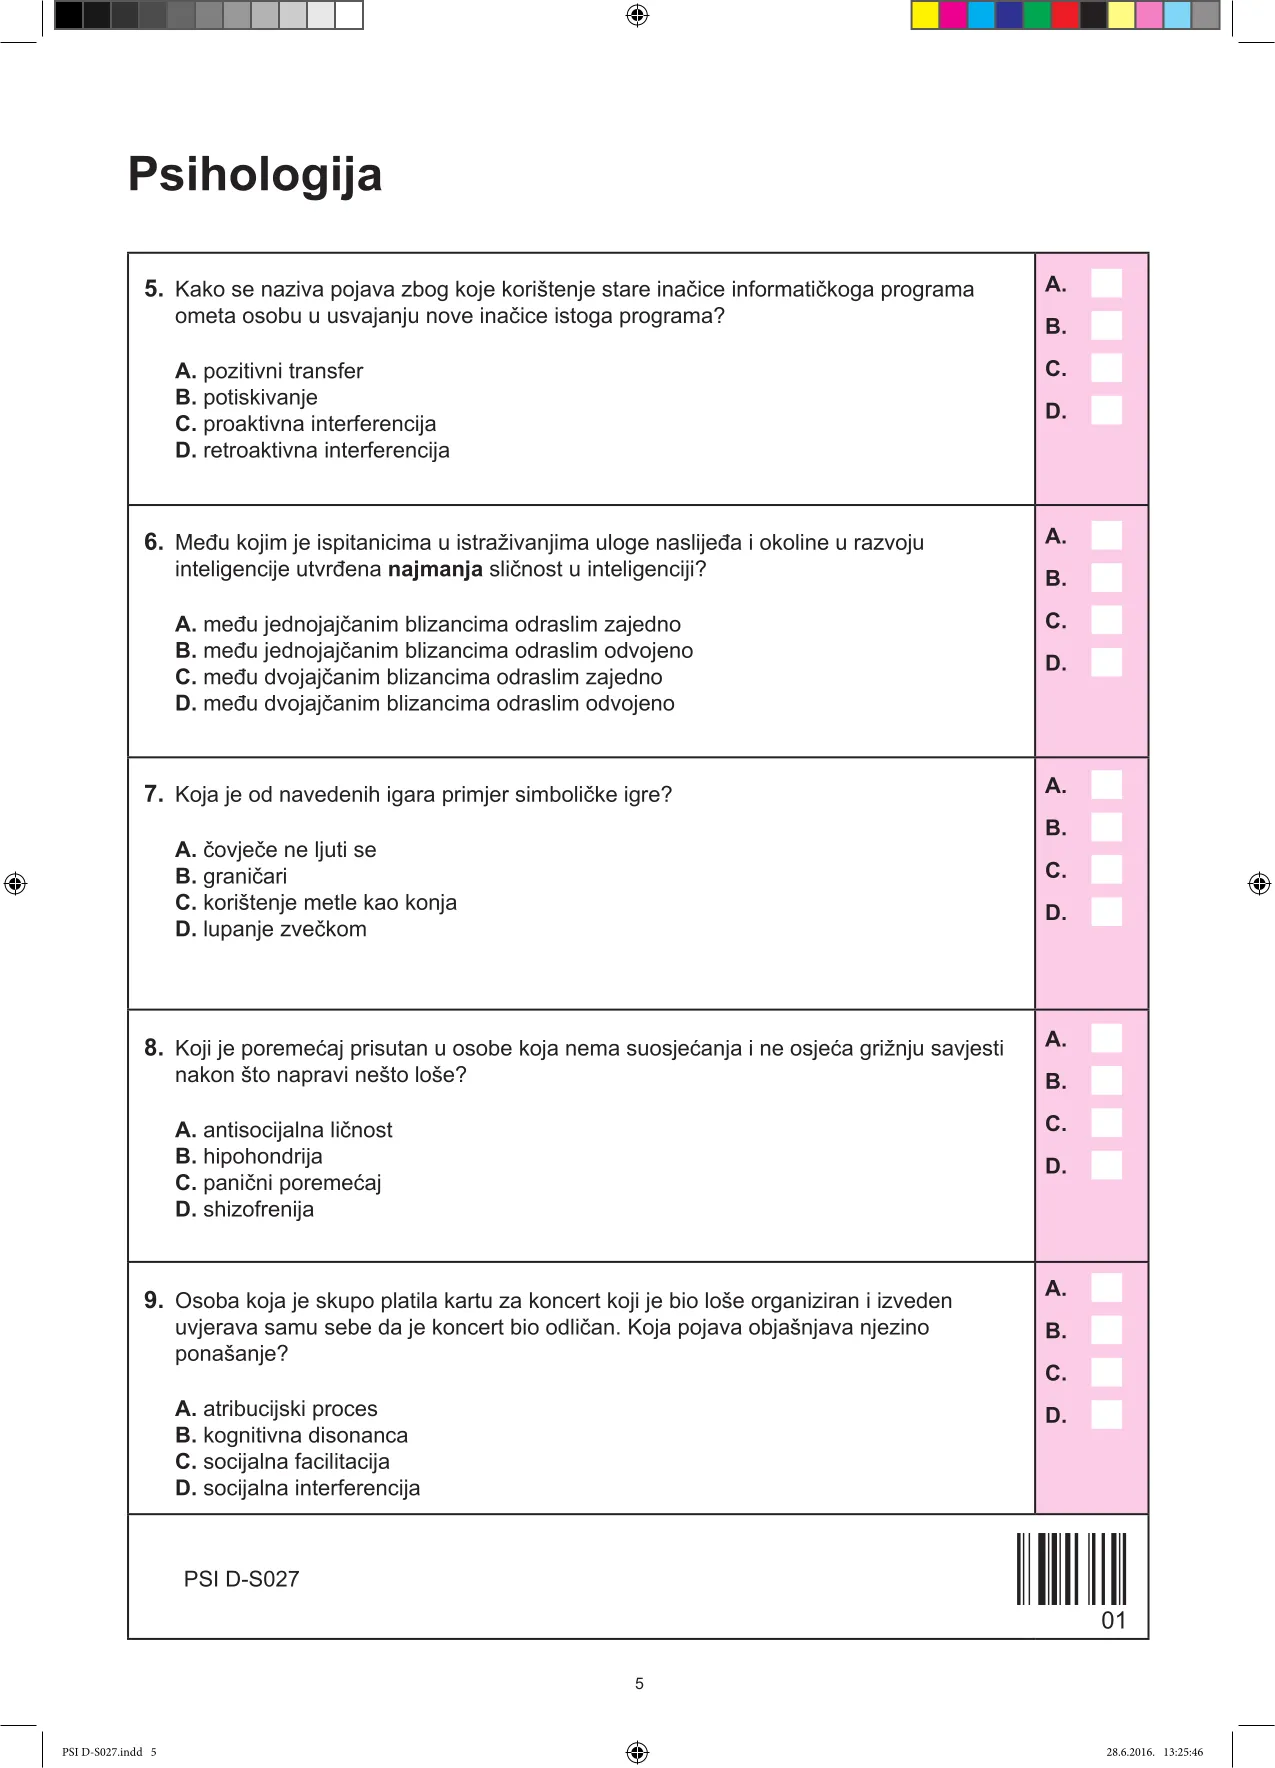 Psihologija
5. Kako se naziva pojava zbog koje korištenje stare inačice informatičkoga programa
ometa osobu u usvajanju nove inačice istoga programa?
A. pozitivni transfer
B. potiskivanje
C. proaktivna interferencija
D. retroaktivna interferencija
A.
B.
C.
D.
6. Među kojim je ispitanicima u istraživanjima uloge naslijeđa i okoline u razvoju
inteligencije utvrđena najmanja sličnost u inteligenciji?
A. među jednojajčanim blizancima odraslim zajedno
B. među jednojajčanim blizancima odraslim odvojeno
C. među dvojajčanim blizancima odraslim zajedno
D. među dvojajčanim blizancima odraslim odvojeno
A.
B.
C.
D.
7. Koja je od navedenih igara primjer simboličke igre?
A. čovječe ne ljuti se
B. graničari
C. korištenje metle kao konja
D. lupanje zvečkom
A.
B.
C.
D.
8. Koji je poremećaj prisutan u osobe koja nema suosjećanja i ne osjeća grižnju savjesti
nakon što napravi nešto loše?
A. antisocijalna ličnost
B. hipohondrija
C. panični poremećaj
D. shizofrenija
A.
B.
C.
D.
9. Osoba koja je skupo platila kartu za koncert koji je bio loše organiziran i izveden
uvjerava samu sebe da je koncert bio odličan. Koja pojava objašnjava njezino
ponašanje?
A. atribucijski proces
B. kognitivna disonanca
C. socijalna facilitacija
D. socijalna interferencija
A.
B.
C.
D.
PSI D-S027
01
5
PSI D-S027.indd 5
28.6.2016. 13:25:46